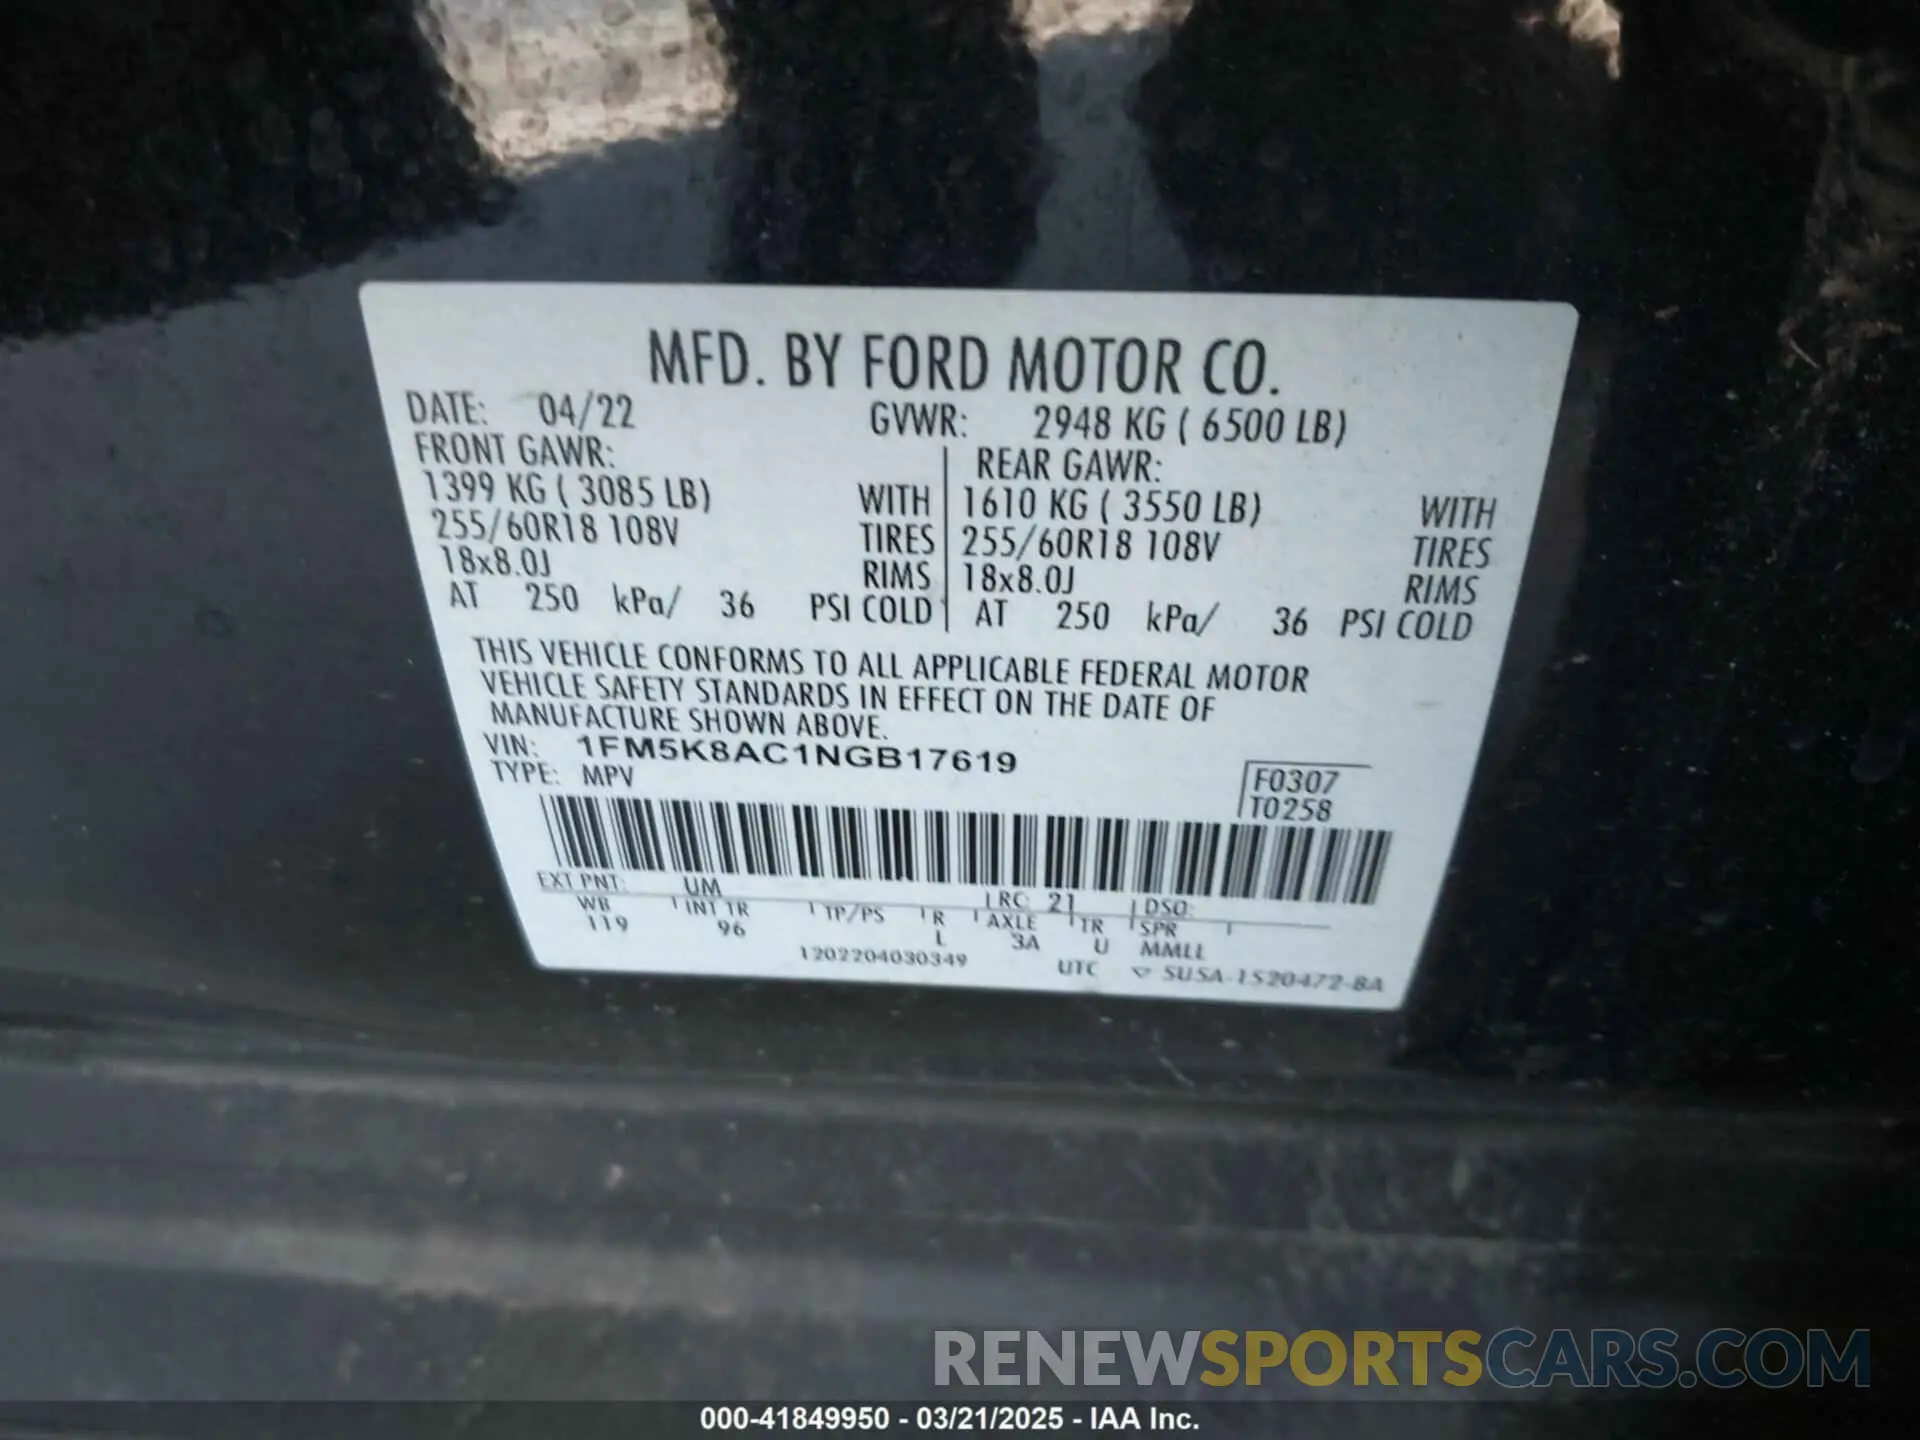 MFD. BY FORD MOTOR CO.
DATE: 04/22 GVWR: 2948 KG ( 6500 LB)
FRONT GAWR: REAR GAWR:
1399 KG ( 3085 LB) WITH 1610 KG ( 3550 LB) WITH
255/60R18 108V TIRES 255/60R18 108V TIRES
18x8.0J RIMS 18x8.0J RIMS
AT 250 kPa/ 36 PSI COLD AT 250 kPa/ 36 PSI COLD
THIS VEHICLE CONFORMS TO ALL APPLICABLE FEDERAL MOTOR
VEHICLE SAFETY STANDARDS IN EFFECT ON THE DATE OF
MANUFACTURE SHOWN ABOVE.
VIN: 1FM5K8AC1NGB17619
TYPE: MPV
F0307
T0258
EXT PNT: UM RC: 21 DSO:
WB INT TR TP/PS R AXLE TR SPR
119 96 L 3A U MMLL
1202204030349 UTC ▽ SU5A-1520472-BA
RENEWSPORTSCARS.COM
000-41849950 - 03/21/2025 - IAA Inc.